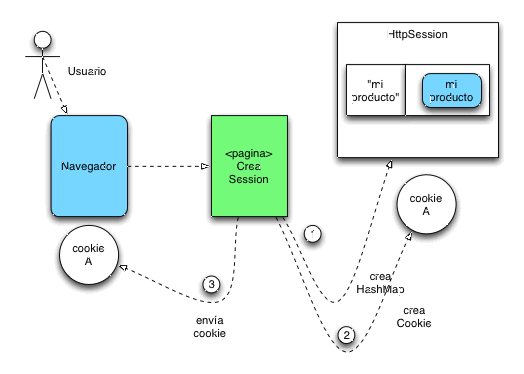 HttpSession
Usuario
"mi
producto"
mi
producto
Navegador
<pagina>
Crea
Session
cookie
A
cookie
A
1
3
crea
HashMap
envía
cookie
crea
Cookie
2